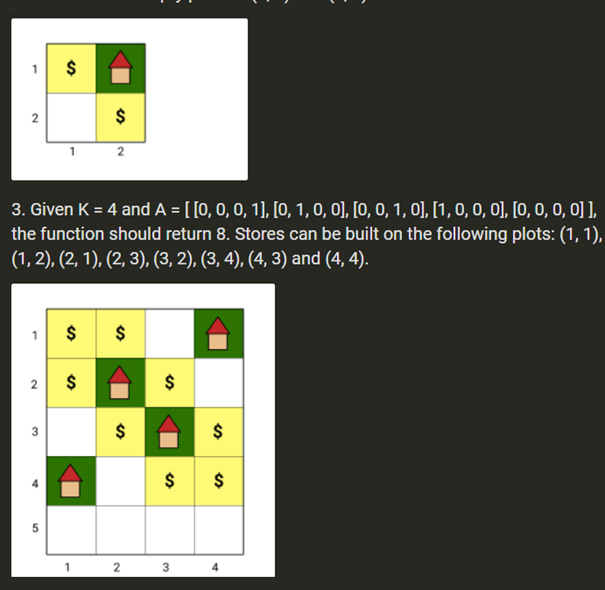 1 $
2 $
1 2
3. Given K = 4 and A = [ [0, 0, 0, 1], [0, 1, 0, 0], [0, 0, 1, 0], [1, 0, 0, 0], [0, 0, 0, 0] ],
the function should return 8. Stores can be built on the following plots: (1, 1),
(1, 2), (2, 1), (2, 3), (3, 2), (3, 4), (4, 3) and (4, 4).
1 $ $
2 $ $
3 $ $
4 $ $
5
1 2 3 4